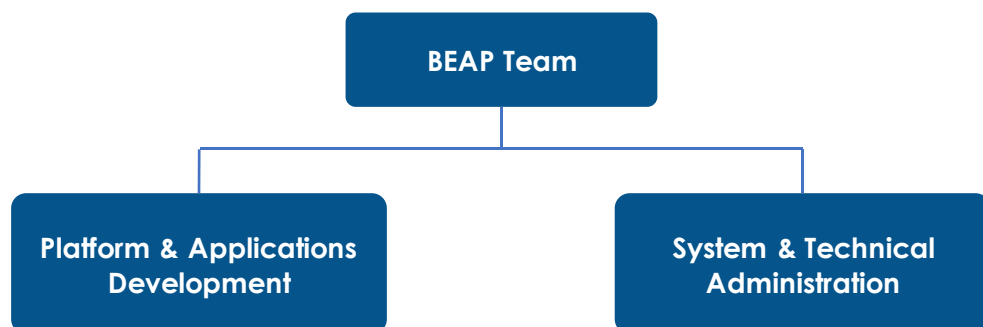 BEAP Team
Platform & Applications
Development
System & Technical
Administration